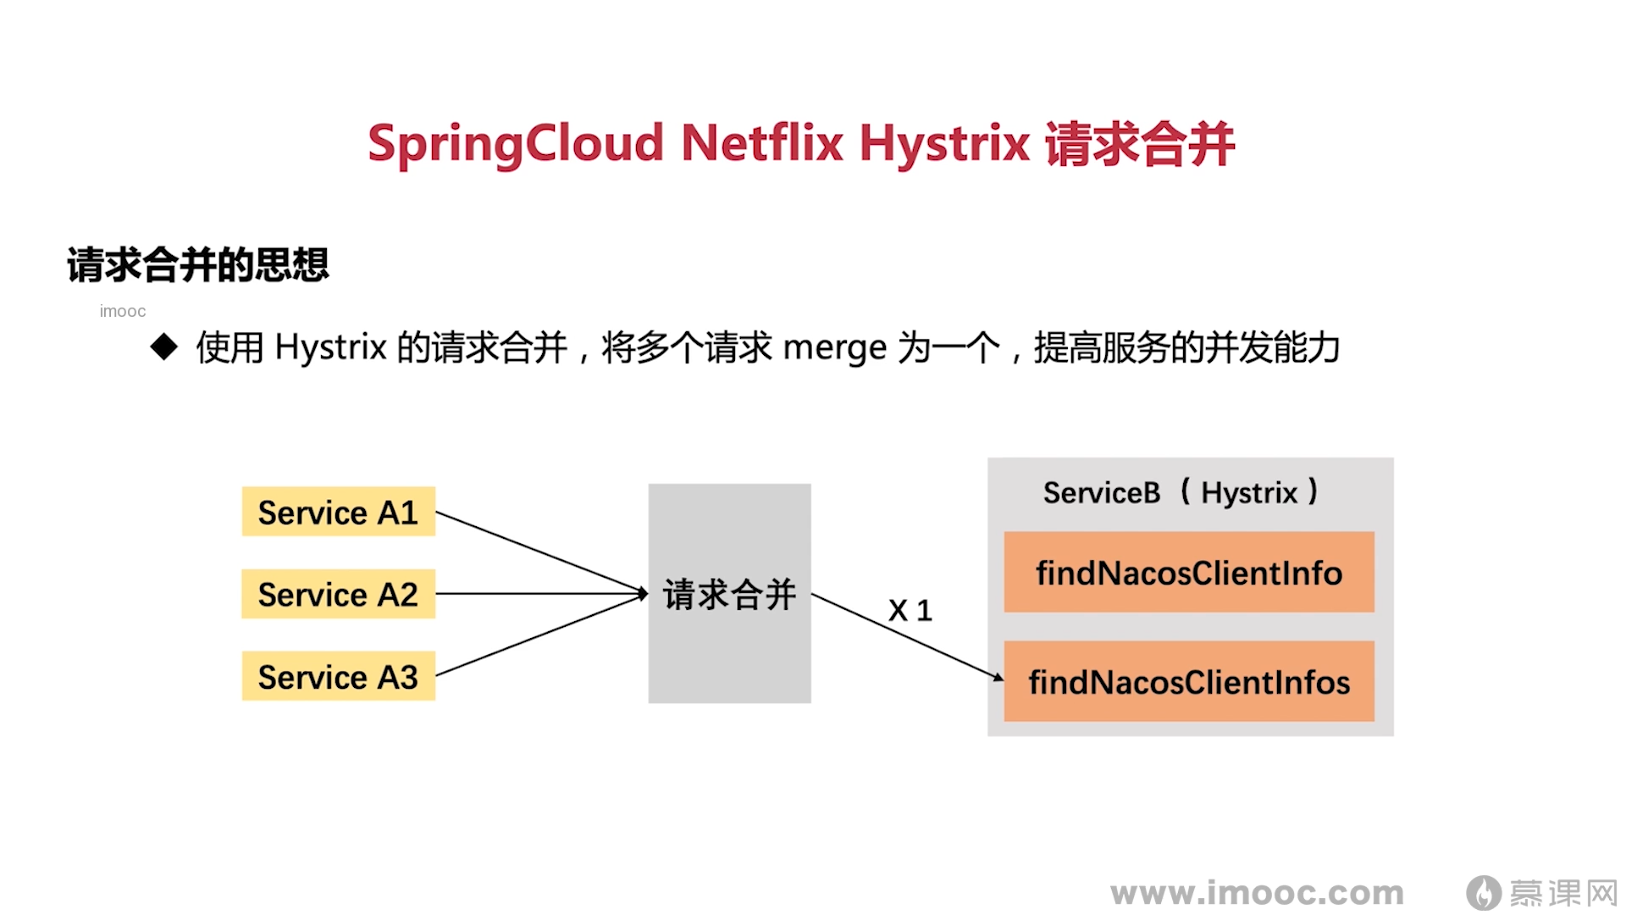 SpringCloud Netflix Hystrix 请求合并
请求合并的思想
imooc
◆ 使用 Hystrix 的请求合并，将多个请求 merge 为一个，提高服务的并发能力
Service A1
Service A2
Service A3
请求合并
X 1
ServiceB（Hystrix）
findNacosClientInfo
findNacosClientInfos
www.imooc.com
慕课网